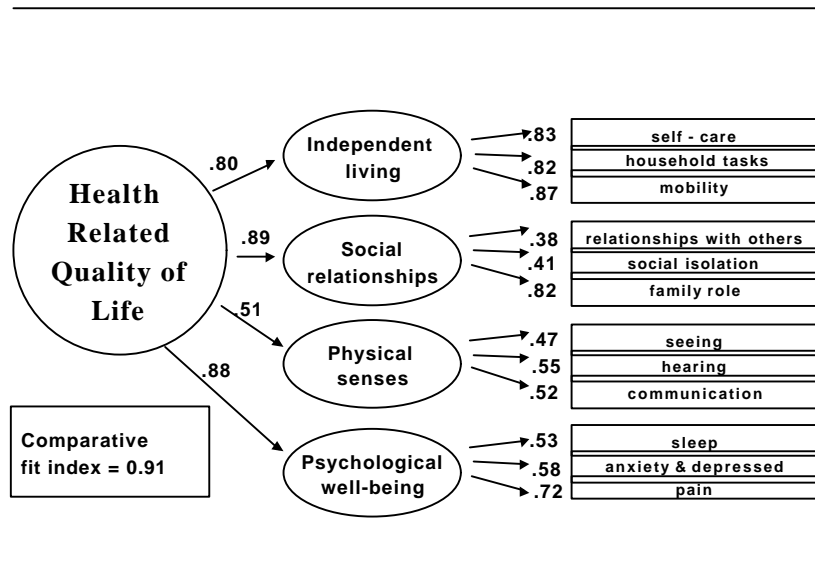 Health
Related
Quality of
Life
.80
.89
.51
.88
Independent
living
.83
self - care
.82
household tasks
.87
mobility
Social
relationships
.38
relationships with others
.41
social isolation
.82
family role
Physical
senses
.47
seeing
.55
hearing
.52
communication
Psychological
well-being
.53
sleep
.58
anxiety & depressed
.72
pain
Comparative
fit index = 0.91